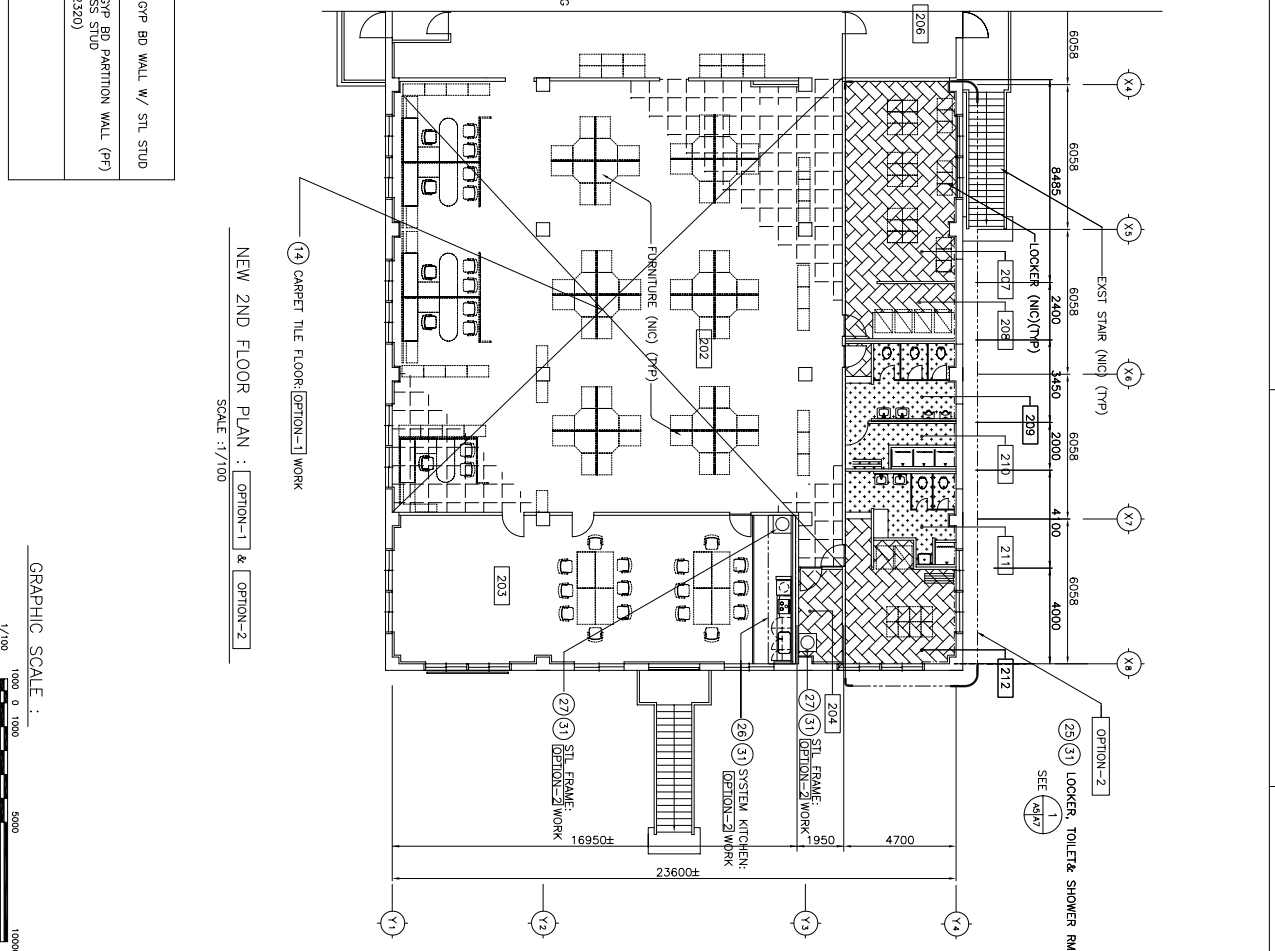 X4
X5
X6
X7
X8
6058
6058
6058
6058
6058
8485
2400
3450
2000
4100
4000
206
207
208
209
210
211
212
202
203
204
EXST STAIR (NIC) (TYP)
LOCKER (NIC)(TYP)
FURNITURE (NIC) (TYP)
OPTION-2
25 31 LOCKER, TOILET& SHOWER RM
SEE
1
A5 A7
27 31 STL FRAME:
OPTION-2 WORK
26 31 SYSTEM KITCHEN:
OPTION-2 WORK
27 31 STL FRAME:
OPTION-2 WORK
16950±
1950
4700
23600±
Y1
Y2
Y3
Y4
14 CARPET TILE FLOOR: OPTION-1 WORK
NEW 2ND FLOOR PLAN : OPTION-1 & OPTION-2
SCALE :1/100
GYP BD WALL W/ STL STUD
GYP BD PARTITION WALL (PF)
SS STUD
2320)
GRAPHIC SCALE :
1/100
1000 0 1000 5000 10000
G